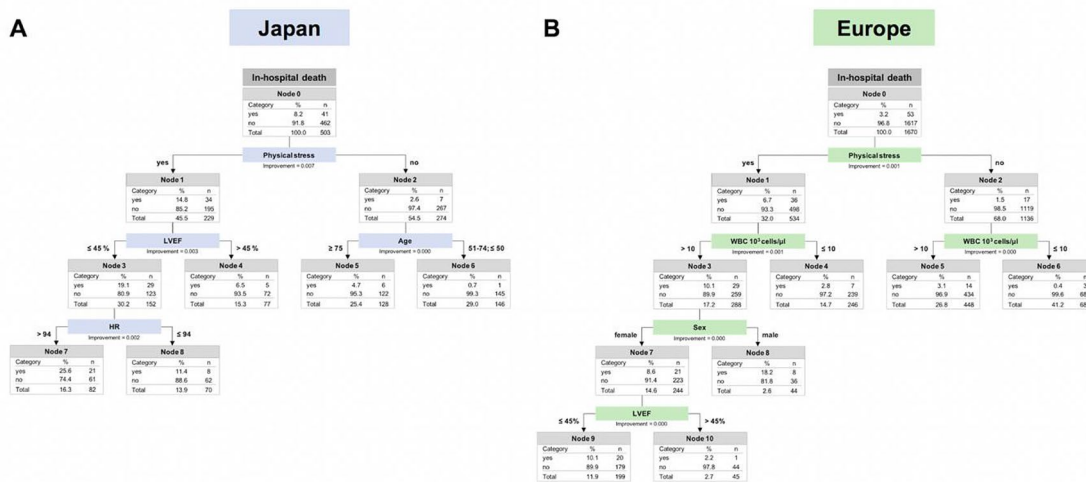 A
Japan
In-hospital death
Node 0
Category % n
yes 8.2 41
no 91.8 462
Total 100.0 503
Physical stress
Improvement = 0.007
yes
no
Node 1
Category % n
yes 14.8 34
no 85.2 195
Total 45.5 229
Node 2
Category % n
yes 2.6 7
no 97.4 267
Total 54.5 274
LVEF
Improvement = 0.003
≤ 45 %
> 45 %
Age
Improvement = 0.000
≥ 75
51-74; ≤ 50
Node 3
Category % n
yes 19.1 29
no 80.9 123
Total 30.2 152
Node 4
Category % n
yes 6.5 5
no 93.5 72
Total 15.3 77
Node 5
Category % n
yes 4.7 6
no 95.3 122
Total 25.4 128
Node 6
Category % n
yes 0.7 1
no 99.3 145
Total 29.0 146
HR
Improvement = 0.002
> 94
≤ 94
Node 7
Category % n
yes 25.6 21
no 74.4 61
Total 16.3 82
Node 8
Category % n
yes 11.4 8
no 88.6 62
Total 13.9 70
B
Europe
In-hospital death
Node 0
Category % n
yes 3.2 53
no 96.8 1617
Total 100.0 1670
Physical stress
Improvement = 0.001
yes
no
Node 1
Category % n
yes 6.7 36
no 93.3 498
Total 32.0 534
Node 2
Category % n
yes 1.5 17
no 98.5 1119
Total 68.0 1136
WBC 10³ cells/µl
Improvement = 0.001
> 10
≤ 10
WBC 10³ cells/µl
Improvement = 0.000
> 10
≤ 10
Node 3
Category % n
yes 10.1 29
no 89.9 259
Total 17.2 288
Node 4
Category % n
yes 2.8 7
no 97.2 239
Total 14.7 246
Node 5
Category % n
yes 3.1 14
no 96.9 434
Total 26.8 448
Node 6
Category % n
yes 0.4 3
no 99.6
Total 41.2
Sex
Improvement = 0.000
female
male
Node 7
Category % n
yes 8.6 21
no 91.4 223
Total 14.6 244
Node 8
Category % n
yes 18.2 8
no 81.8 36
Total 2.6 44
LVEF
Improvement = 0.000
≤ 45%
> 45%
Node 9
Category % n
yes 10.1 20
no 89.9 179
Total 11.9 199
Node 10
Category % n
yes 2.2 1
no 97.8 44
Total 2.7 45